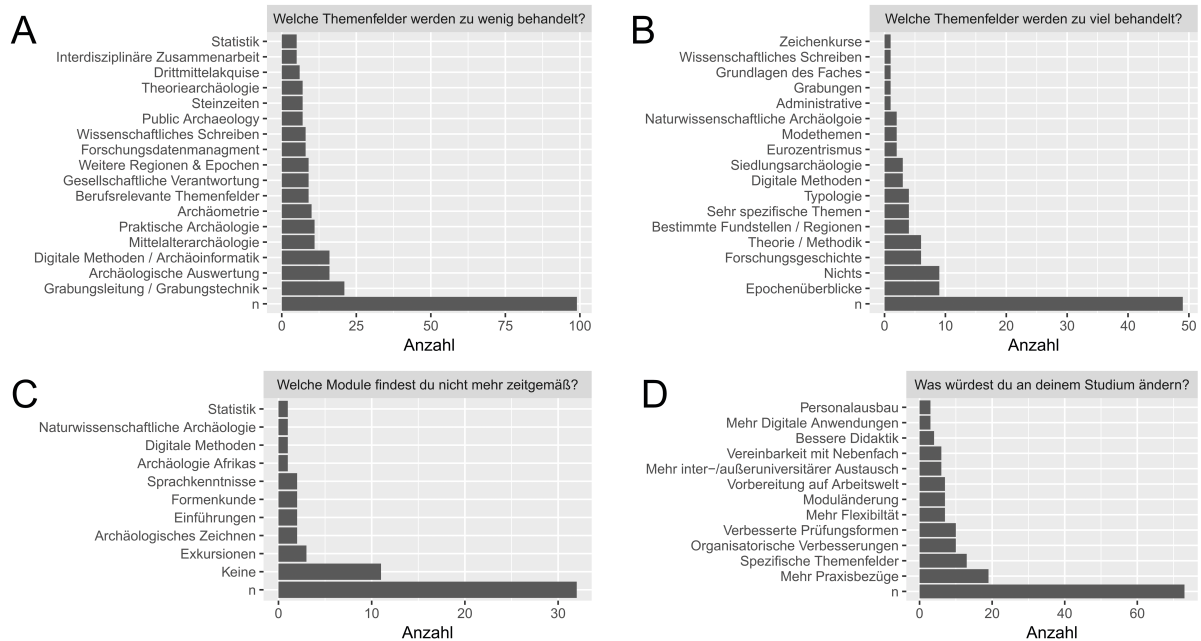 A
Welche Themenfelder werden zu wenig behandelt?
Statistik
Interdisziplinäre Zusammenarbeit
Drittmittelakquise
Theoriearchäologie
Steinzeiten
Public Archaeology
Wissenschaftliches Schreiben
Forschungsdatenmanagment
Weitere Regionen & Epochen
Gesellschaftliche Verantwortung
Berufsrelevante Themenfelder
Archäometrie
Praktische Archäologie
Mittelalterarchäologie
Digitale Methoden / Archäoinformatik
Archäologische Auswertung
Grabungsleitung / Grabungstechnik
n
0 25 50 75 100
Anzahl
B
Welche Themenfelder werden zu viel behandelt?
Zeichenkurse
Wissenschaftliches Schreiben
Grundlagen des Faches
Grabungen
Administrative
Naturwissenschaftliche Archäolgoie
Modethemen
Eurozentrismus
Siedlungsarchäologie
Digitale Methoden
Typologie
Sehr spezifische Themen
Bestimmte Fundstellen / Regionen
Theorie / Methodik
Forschungsgeschichte
Nichts
Epochenüberblicke
n
0 10 20 30 40 50
Anzahl
C
Welche Module findest du nicht mehr zeitgemäß?
Statistik
Naturwissenschaftliche Archäologie
Digitale Methoden
Archäologie Afrikas
Sprachkenntnisse
Formenkunde
Einführungen
Archäologisches Zeichnen
Exkursionen
Keine
n
0 10 20 30
Anzahl
D
Was würdest du an deinem Studium ändern?
Personalausbau
Mehr Digitale Anwendungen
Bessere Didaktik
Vereinbarkeit mit Nebenfach
Mehr inter−/außeruniversitärer Austausch
Vorbereitung auf Arbeitswelt
Moduländerung
Mehr Flexibiltät
Verbesserte Prüfungsformen
Organisatorische Verbesserungen
Spezifische Themenfelder
Mehr Praxisbezüge
n
0 20 40 60
Anzahl